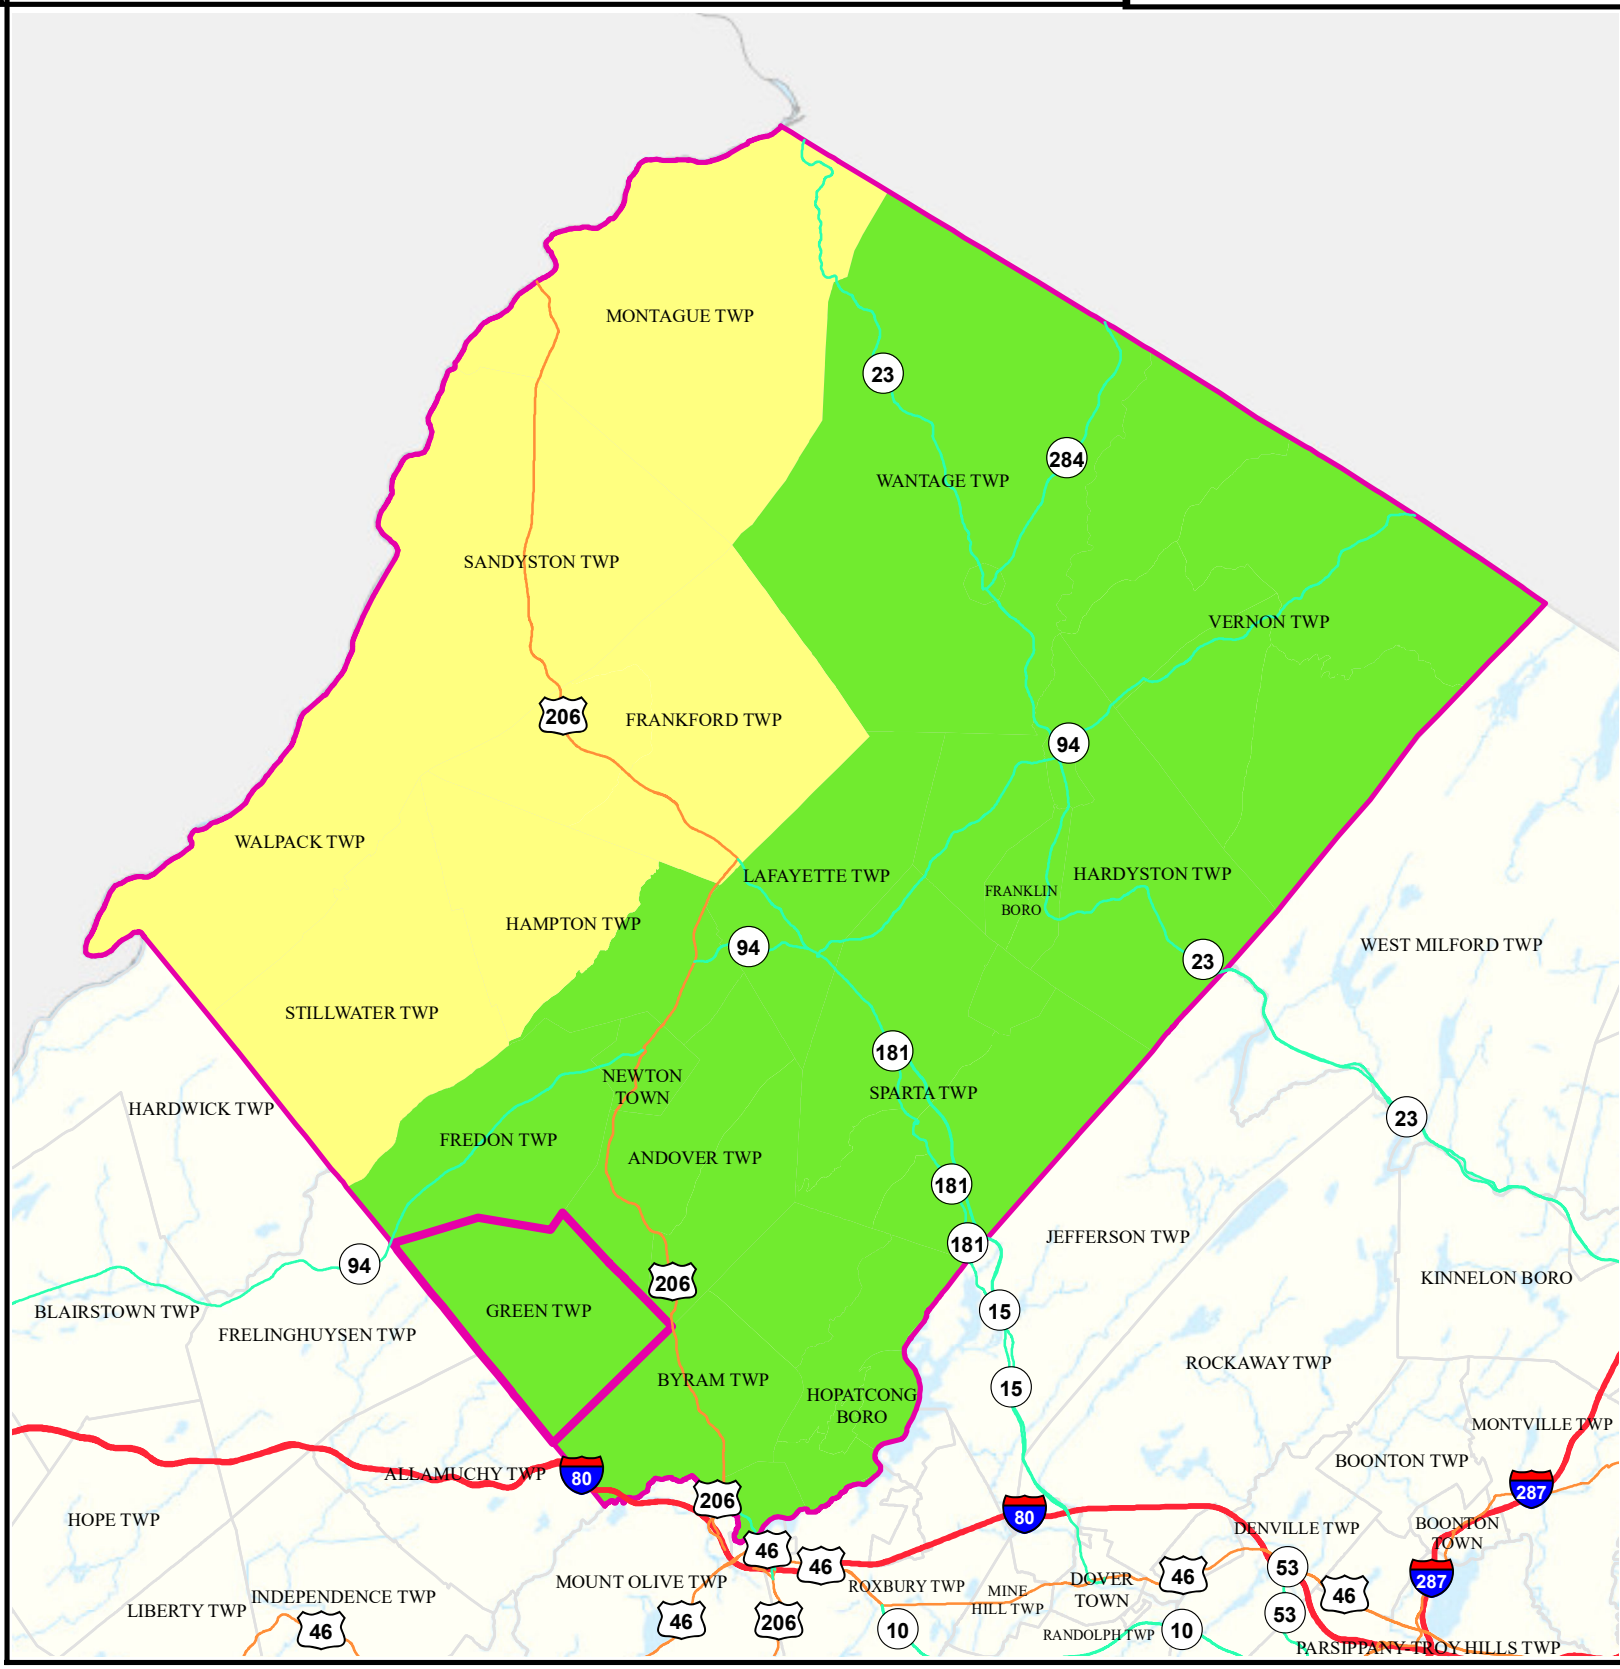 MONTAGUE TWP
23
284
WANTAGE TWP
SANDYSTON TWP
VERNON TWP
206
FRANKFORD TWP
94
WALPACK TWP
LAFAYETTE TWP
HARDYSTON TWP
FRANKLIN
BORO
HAMPTON TWP
94
WEST MILFORD TWP
23
STILLWATER TWP
181
NEWTON
TOWN
SPARTA TWP
HARDWICK TWP
23
FREDON TWP
ANDOVER TWP
181
JEFFERSON TWP
181
94
206
KINNELON BORO
BLAIRSTOWN TWP
GREEN TWP
15
FRELINGHUYSEN TWP
ROCKAWAY TWP
BYRAM TWP
15
HOPATCONG
BORO
MONTVILLE TWP
BOONTON TWP
ALLAMUCHY TWP
80
287
206
HOPE TWP
80
DENVILLE TWP
BOONTON
TOWN
46
46
53
MOUNT OLIVE TWP
ROXBURY TWP
MINE
HILL TWP
DOVER
TOWN
46
287
INDEPENDENCE TWP
46
LIBERTY TWP
46
46
206
10
53
RANDOLPH TWP
10
PARSIPPANY-TROY HILLS TWP